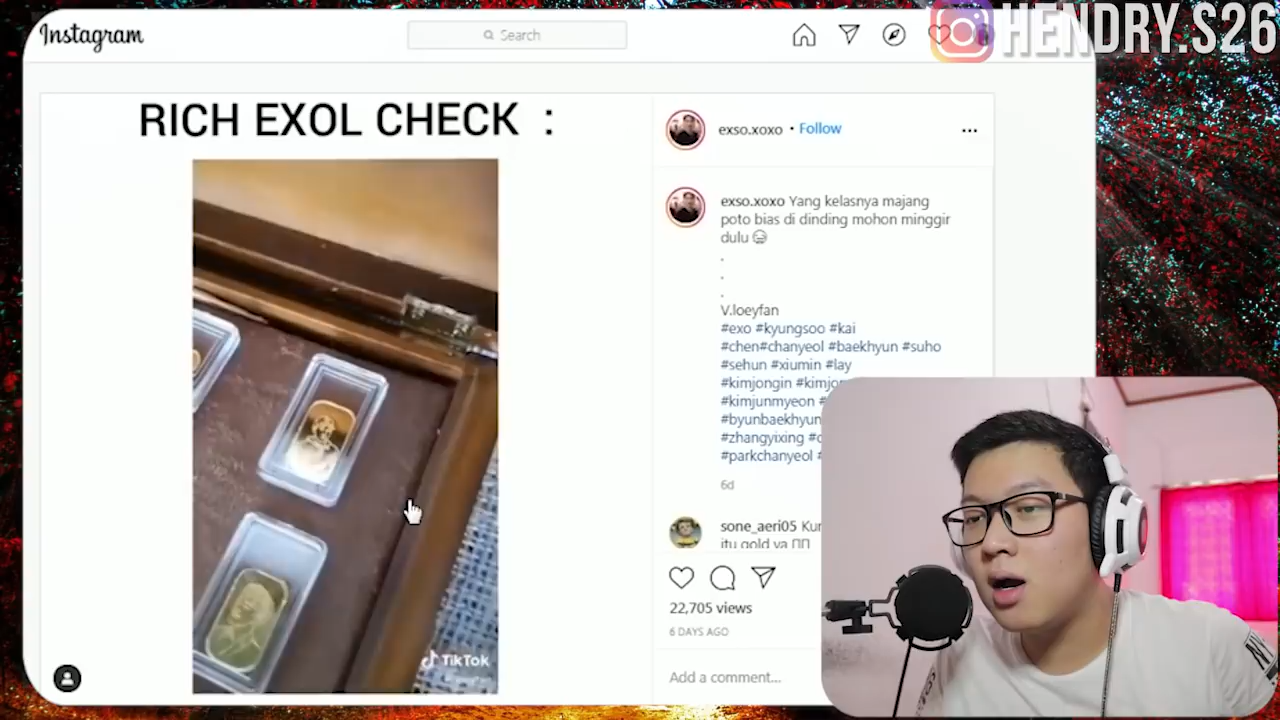 Instagram
Search
HENDRY.S26
RICH EXOL CHECK :
exso.xoxo • Follow
exso.xoxo Yang kelasnya majang
poto bias di dinding mohon minggir
dulu
.
.
.
V.loeyfan
#exo #kyungsoo #kai
#chen#chanyeol #baekhyun #suho
#sehun #xiumin #lay
#kimjongin #kimjo
#kimjunmyeon #
#byunbaekhyun
#zhangyixing #
#parkchanyeol
6d
sone_aeri05
itu gold ya
22,705 views
6 DAYS AGO
Add a comment...
TikTok